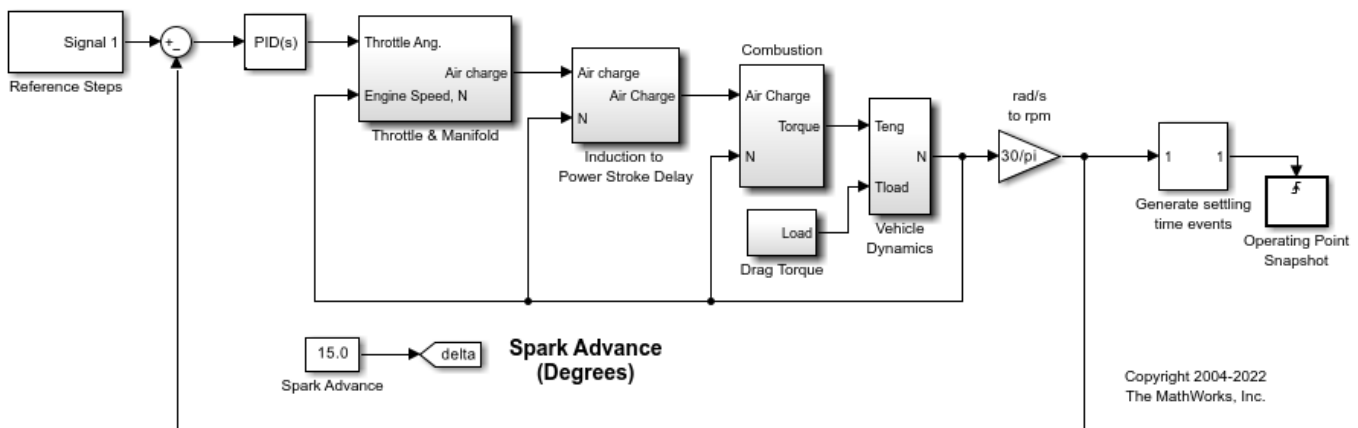 Signal 1
Reference Steps
+
−
PID(s)
Throttle Ang.
Air charge
Engine Speed, N
Throttle & Manifold
Air charge
Air Charge
N
Induction to
Power Stroke Delay
Combustion
Air Charge
Torque
N
Load
Drag Torque
Teng
N
Tload
Vehicle
Dynamics
rad/s
to rpm
30/pi
1
1
Generate settling
time events
Operating Point
Snapshot
15.0
Spark Advance
delta
Spark Advance
(Degrees)
Copyright 2004-2022
The MathWorks, Inc.